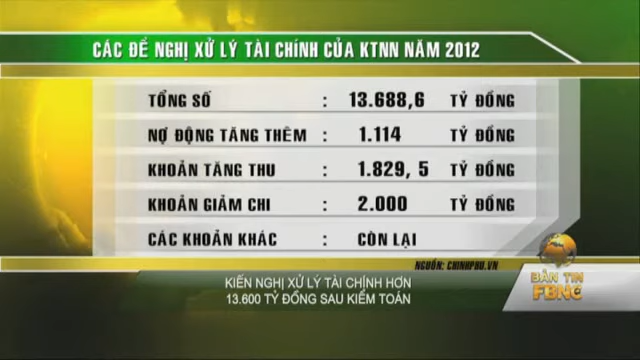 CÁC ĐỀ NGHỊ XỬ LÝ TÀI CHÍNH CỦA KTNN NĂM 2012
TỔNG SỐ : 13.688,6 TỶ ĐỒNG
NỢ ĐỘNG TĂNG THÊM : 1.114 TỶ ĐỒNG
KHOẢN TĂNG THU : 1.829, 5 TỶ ĐỒNG
KHOẢN GIẢM CHI : 2.000 TỶ ĐỒNG
CÁC KHOẢN KHÁC : CÒN LẠI
NGUỒN: CHINHPHU.VN
BẢN TIN
FBNC
KIẾN NGHỊ XỬ LÝ TÀI CHÍNH HƠN
13.600 TỶ ĐỒNG SAU KIỂM TOÁN